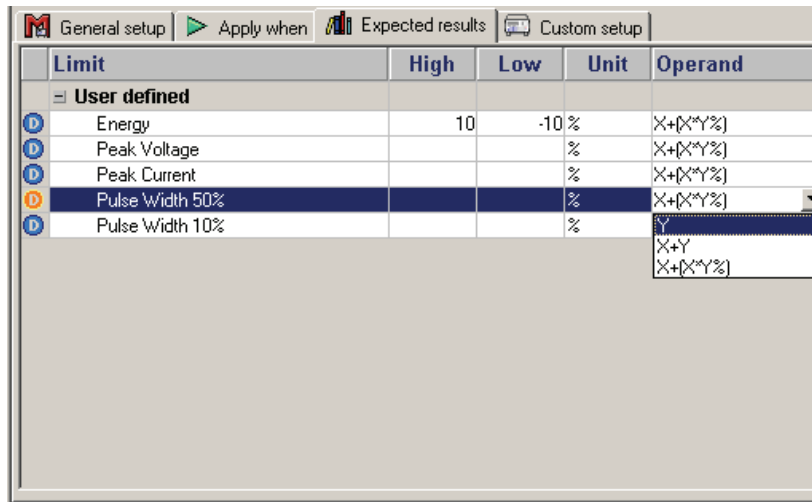 General setup Apply when Expected results Custom setup
Limit High Low Unit Operand
User defined
D Energy 10 -10 % X+(X*Y%)
D Peak Voltage % X+(X*Y%)
D Peak Current % X+(X*Y%)
D Pulse Width 50% % X+(X*Y%)
D Pulse Width 10% % Y
X+Y
X+(X*Y%)